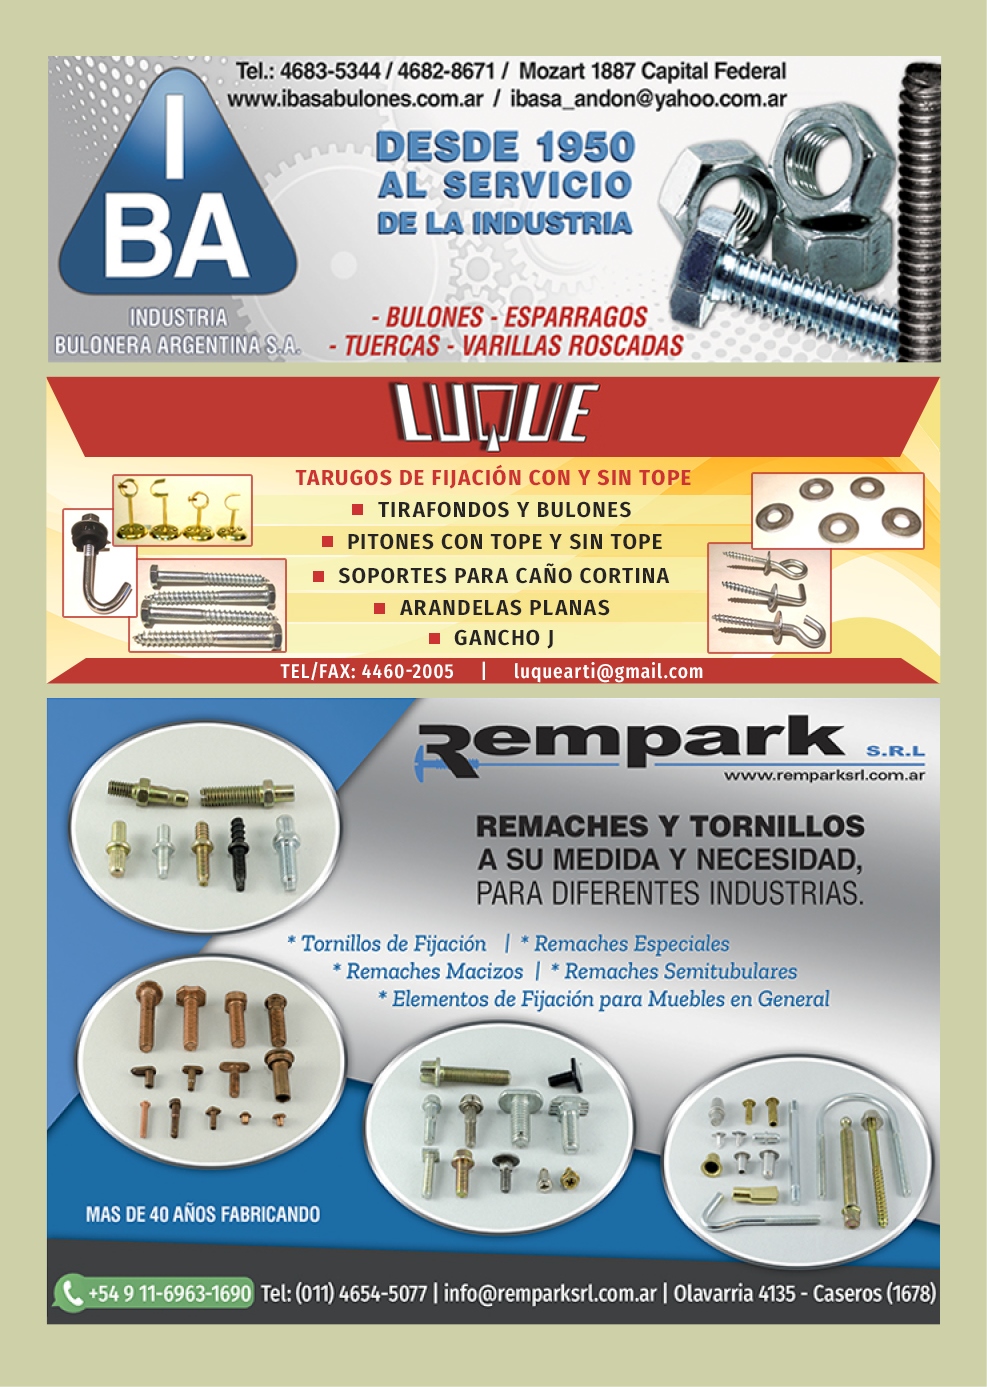 Tel.: 4683-5344 / 4682-8671 / Mozart 1887 Capital Federal
www.ibasabulones.com.ar / ibasa_andon@yahoo.com.ar
I
BA
DESDE 1950
AL SERVICIO
DE LA INDUSTRIA
INDUSTRIA
BULONERA ARGENTINA S.A.
- BULONES - ESPARRAGOS
- TUERCAS - VARILLAS ROSCADAS
LUQUE
TARUGOS DE FIJACIÓN CON Y SIN TOPE
TIRAFONDOS Y BULONES
PITONES CON TOPE Y SIN TOPE
SOPORTES PARA CAÑO CORTINA
ARANDELAS PLANAS
GANCHO J
TEL/FAX: 4460-2005 | luquearti@gmail.com
Rempark S.R.L
www.remparksrl.com.ar
REMACHES Y TORNILLOS
A SU MEDIDA Y NECESIDAD,
PARA DIFERENTES INDUSTRIAS.
* Tornillos de Fijación | * Remaches Especiales
* Remaches Macizos | * Remaches Semitubulares
* Elementos de Fijación para Muebles en General
MAS DE 40 AÑOS FABRICANDO
+54 9 11-6963-1690 Tel: (011) 4654-5077 | info@remparksrl.com.ar | Olavarria 4135 - Caseros (1678)